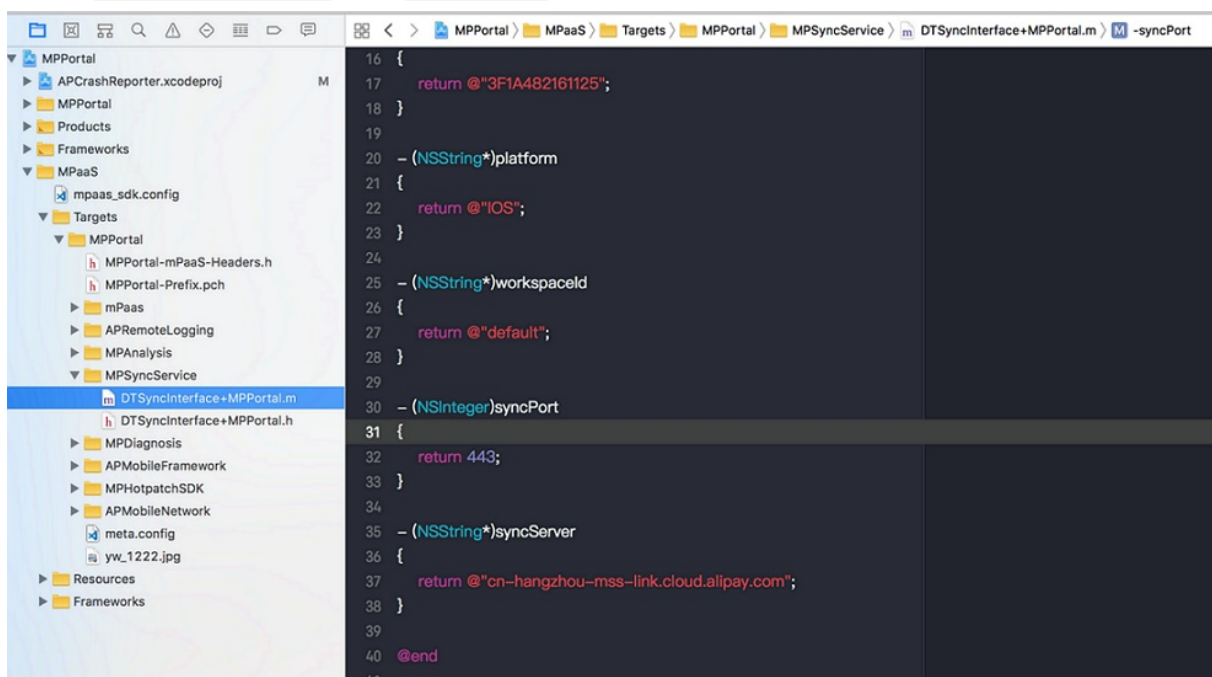 MPPortal
APCrashReporter.xcodeproj M
MPPortal
Products
Frameworks
MPaaS
mpaas_sdk.config
Targets
MPPortal
MPPortal-mPaaS-Headers.h
MPPortal-Prefix.pch
mPaas
APRemoteLogging
MPAnalysis
MPSyncService
DTSyncInterface+MPPortal.m
DTSyncInterface+MPPortal.h
MPDiagnosis
APMobileFramework
MPHotpatchSDK
APMobileNetwork
meta.config
yw_1222.jpg
Resources
Frameworks
MPPortal 〉 MPaaS 〉 Targets 〉 MPPortal 〉 MPSyncService 〉 m DTSyncInterface+MPPortal.m 〉 M -syncPort
16 {
17 return @"3F1A482161125";
18 }
19
20 – (NSString*)platform
21 {
22 return @"IOS";
23 }
24
25 – (NSString*)workspaceId
26 {
27 return @"default";
28 }
29
30 – (NSInteger)syncPort
31 {
32 return 443;
33 }
34
35 – (NSString*)syncServer
36 {
37 return @"cn–hangzhou–mss–link.cloud.alipay.com";
38 }
39
40 @end